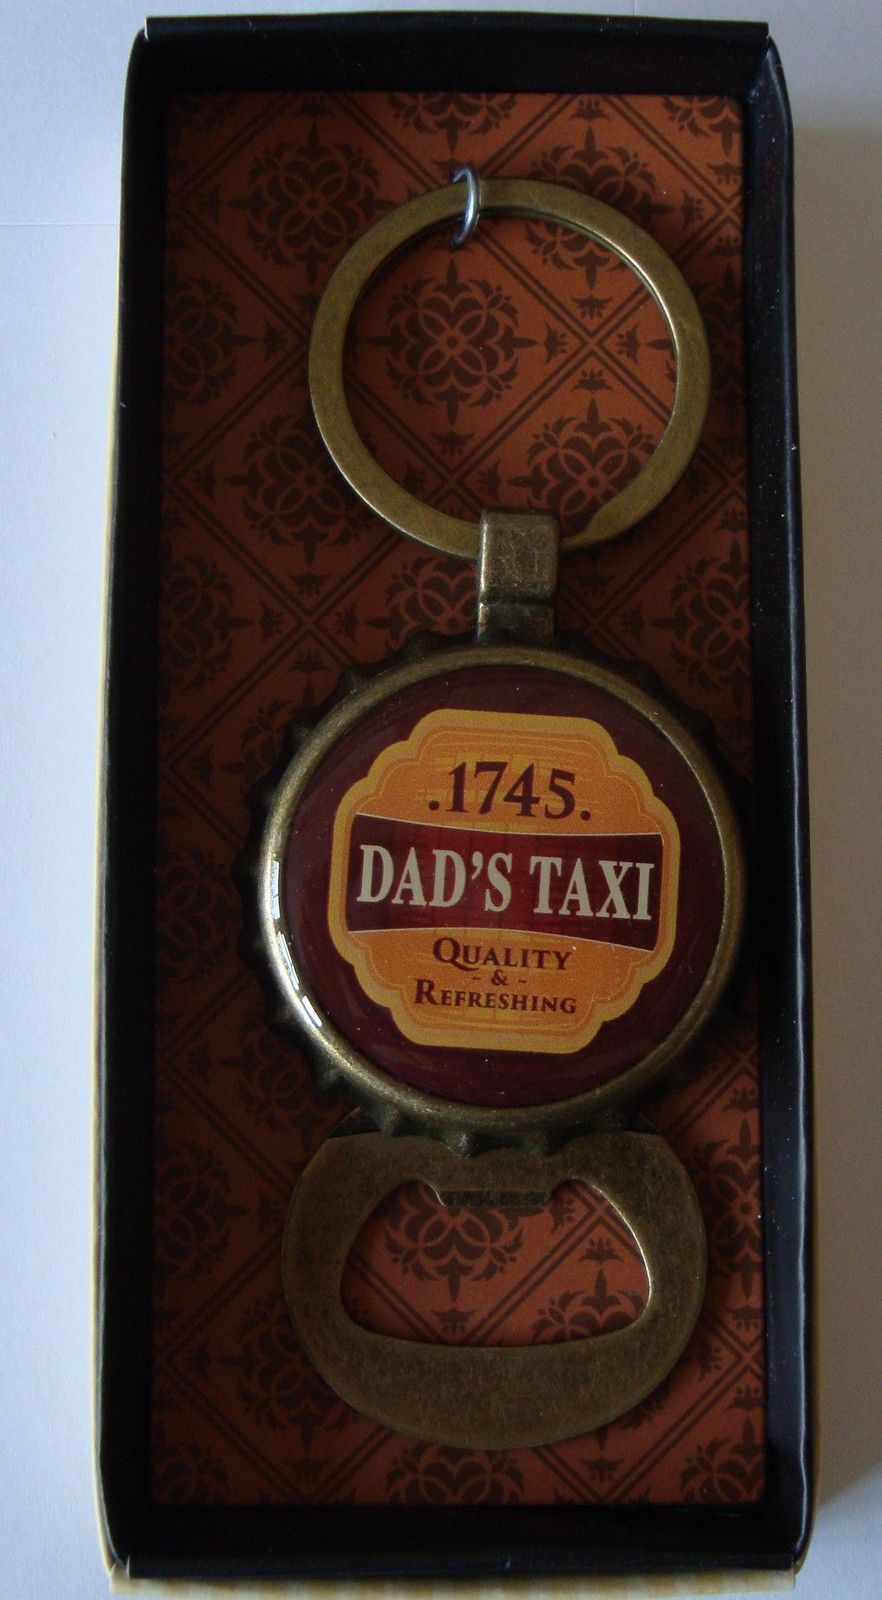 .1745.
DAD'S TAXI
QUALITY
- & -
REFRESHING